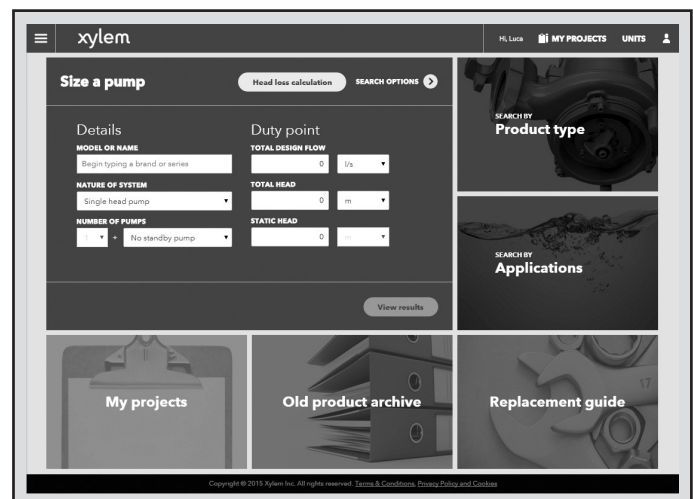 xylem
Hi, Luca
MY PROJECTS
UNITS
Size a pump
Head loss calculation
SEARCH OPTIONS
Details
MODEL OR NAME
Begin typing a brand or series
NATURE OF SYSTEM
Single head pump
NUMBER OF PUMPS
1 + No standby pump
Duty point
TOTAL DESIGN FLOW
0 l/s
TOTAL HEAD
0 m
STATIC HEAD
0 m
View results
SEARCH BY
Product type
SEARCH BY
Applications
My projects
Old product archive
Replacement guide
17
Copyright © 2015 Xylem Inc. All rights reserved. Terms & Conditions, Privacy Policy and Cookies